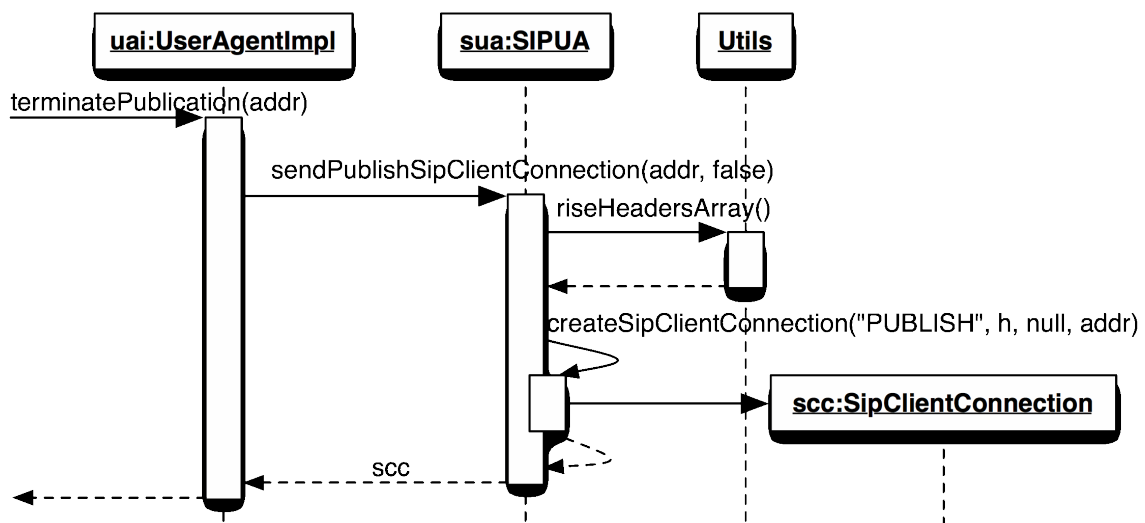 uai:UserAgentImpl
sua:SIPUA
Utils
terminatePublication(addr)
sendPublishSipClientConnection(addr, false)
riseHeadersArray()
createSipClientConnection("PUBLISH", h, null, addr)
scc:SipClientConnection
scc